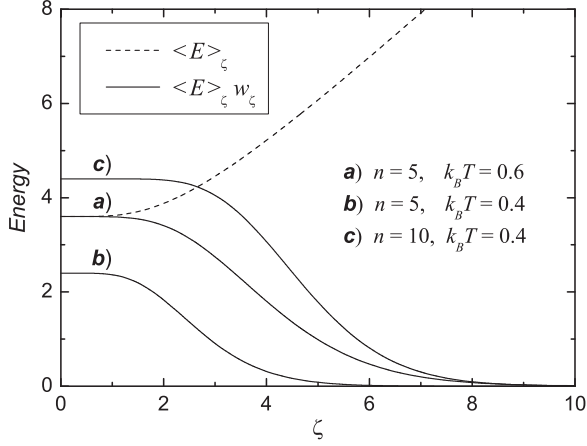 8
6
4
2
0
Energy
<E>ζ
<E>ζ wζ
c)
a)
b)
a) n = 5, kBT = 0.6
b) n = 5, kBT = 0.4
c) n = 10, kBT = 0.4
0 2 4 6 8 10
ζ